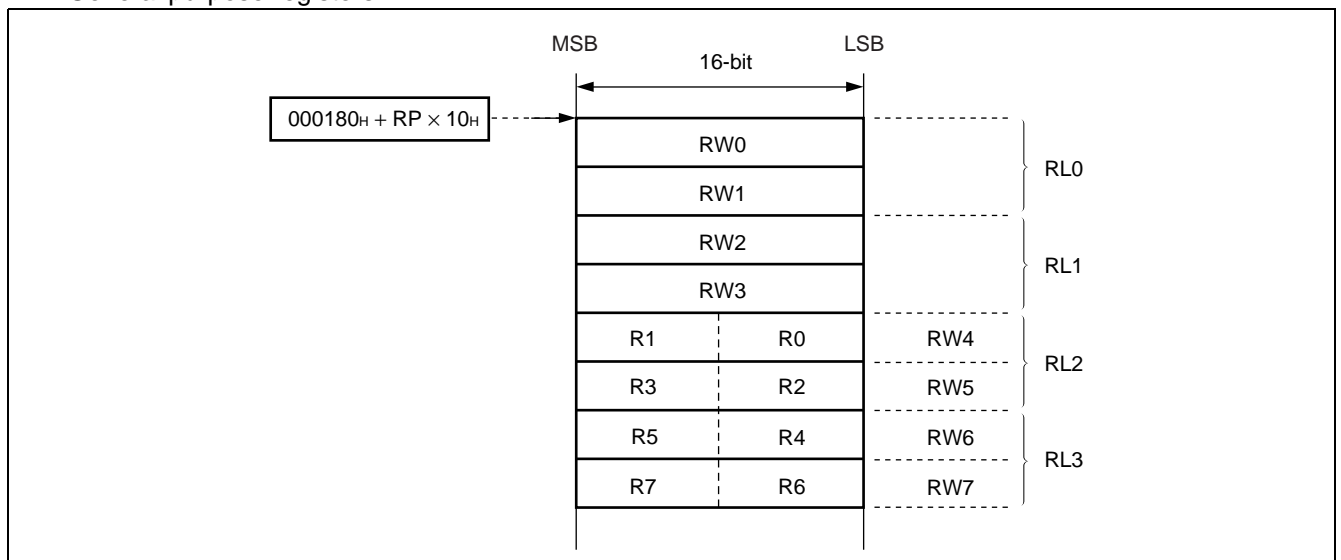 MSB LSB
16-bit
000180H + RP × 10H
RW0
RL0
RW1
RW2
RL1
RW3
R1 R0 RW4
RL2
R3 R2 RW5
R5 R4 RW6
RL3
R7 R6 RW7